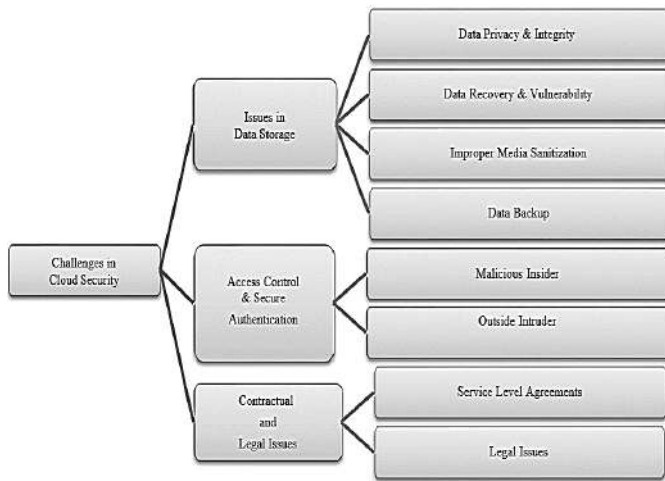 Challenges in
Cloud Security
Issues in
Data Storage
Data Privacy & Integrity
Data Recovery & Vulnerability
Improper Media Sanitization
Data Backup
Access Control
& Secure
Authentication
Malicious Insider
Outside Intruder
Contractual
and
Legal Issues
Service Level Agreements
Legal Issues